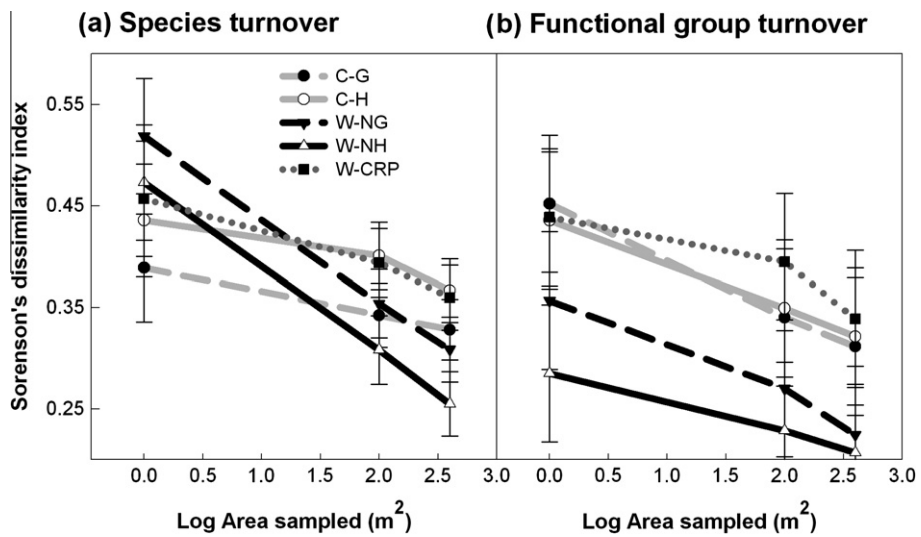 (a) Species turnover
(b) Functional group turnover
C-G
C-H
W-NG
W-NH
W-CRP
Sorenson's dissimilarity index
0.55
0.45
0.35
0.25
0.0 0.5 1.0 1.5 2.0 2.5 3.0
0.0 0.5 1.0 1.5 2.0 2.5 3.0
Log Area sampled (m²)
Log Area sampled (m²)